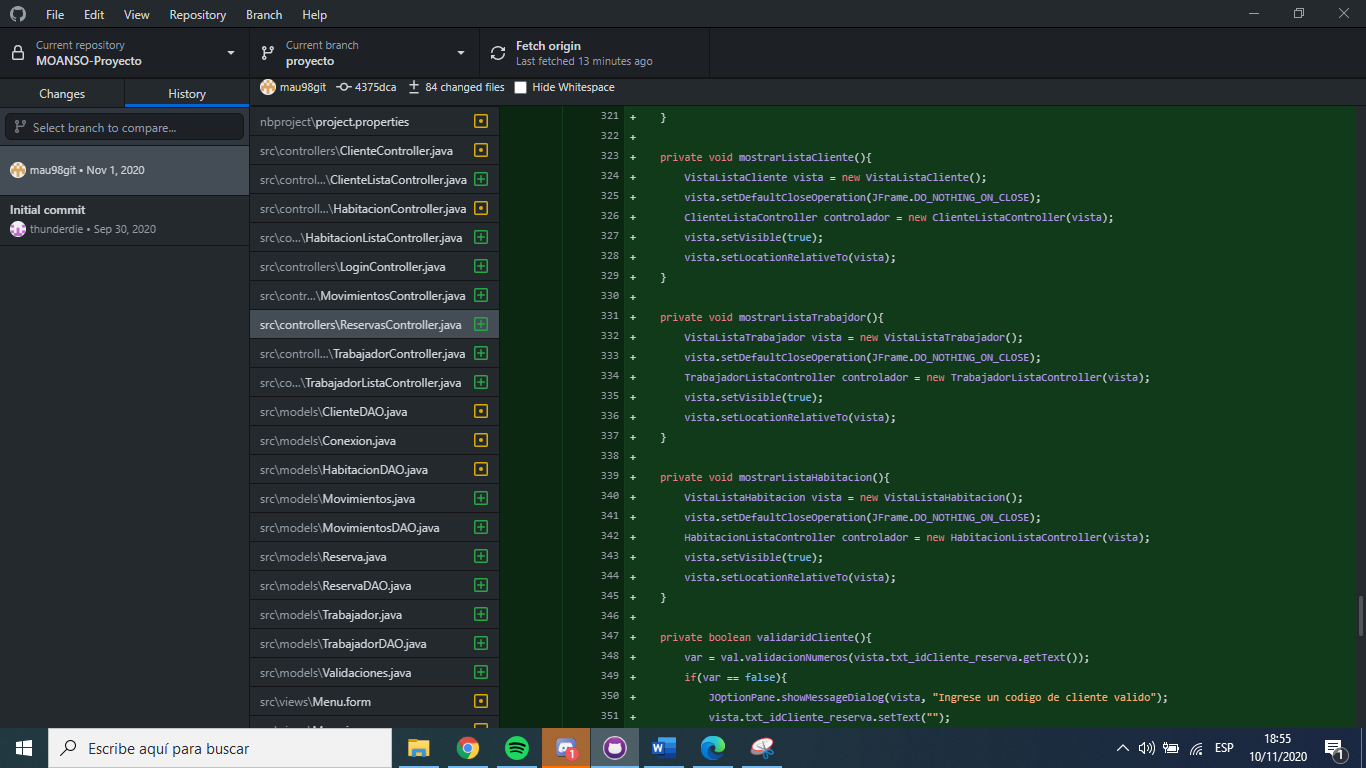 File Edit View Repository Branch Help
Current repository
MOANSO-Proyecto
Current branch
proyecto
Fetch origin
Last fetched 13 minutes ago
Changes History
Select branch to compare...
mau98git • Nov 1, 2020
Initial commit
thunderdie • Sep 30, 2020
mau98git 4375dca 84 changed files Hide Whitespace
nbproject\project.properties
src\controllers\ClienteController.java
src\control...\ClienteListaController.java
src\controll...\HabitacionController.java
src\co...\HabitacionListaController.java
src\controllers\LoginController.java
src\contr...\MovimientosController.java
src\controllers\ReservasController.java
src\controll...\TrabajadorController.java
src\co...\TrabajadorListaController.java
src\models\ClienteDAO.java
src\models\Conexion.java
src\models\HabitacionDAO.java
src\models\Movimientos.java
src\models\MovimientosDAO.java
src\models\Reserva.java
src\models\ReservaDAO.java
src\models\Trabajador.java
src\models\TrabajadorDAO.java
src\models\Validaciones.java
src\views\Menu.form
321 + }
322 +
323 + private void mostrarListaCliente(){
324 + VistaListaCliente vista = new VistaListaCliente();
325 + vista.setDefaultCloseOperation(JFrame.DO_NOTHING_ON_CLOSE);
326 + ClienteListaController controlador = new ClienteListaController(vista);
327 + vista.setVisible(true);
328 + vista.setLocationRelativeTo(vista);
329 + }
330 +
331 + private void mostrarListaTrabajdor(){
332 + VistaListaTrabajador vista = new VistaListaTrabajador();
333 + vista.setDefaultCloseOperation(JFrame.DO_NOTHING_ON_CLOSE);
334 + TrabajadorListaController controlador = new TrabajadorListaController(vista);
335 + vista.setVisible(true);
336 + vista.setLocationRelativeTo(vista);
337 + }
338 +
339 + private void mostrarListaHabitacion(){
340 + VistaListaHabitacion vista = new VistaListaHabitacion();
341 + vista.setDefaultCloseOperation(JFrame.DO_NOTHING_ON_CLOSE);
342 + HabitacionListaController controlador = new HabitacionListaController(vista);
343 + vista.setVisible(true);
344 + vista.setLocationRelativeTo(vista);
345 + }
346 +
347 + private boolean validaridCliente(){
348 + var = val.validacionNumeros(vista.txt_idCliente_reserva.getText());
349 + if(var == false){
350 + JOptionPane.showMessageDialog(vista, "Ingrese un codigo de cliente valido");
351 + vista.txt_idCliente_reserva.setText("");
Escribe aquí para buscar
1
W
ESP
18:55
10/11/2020
1